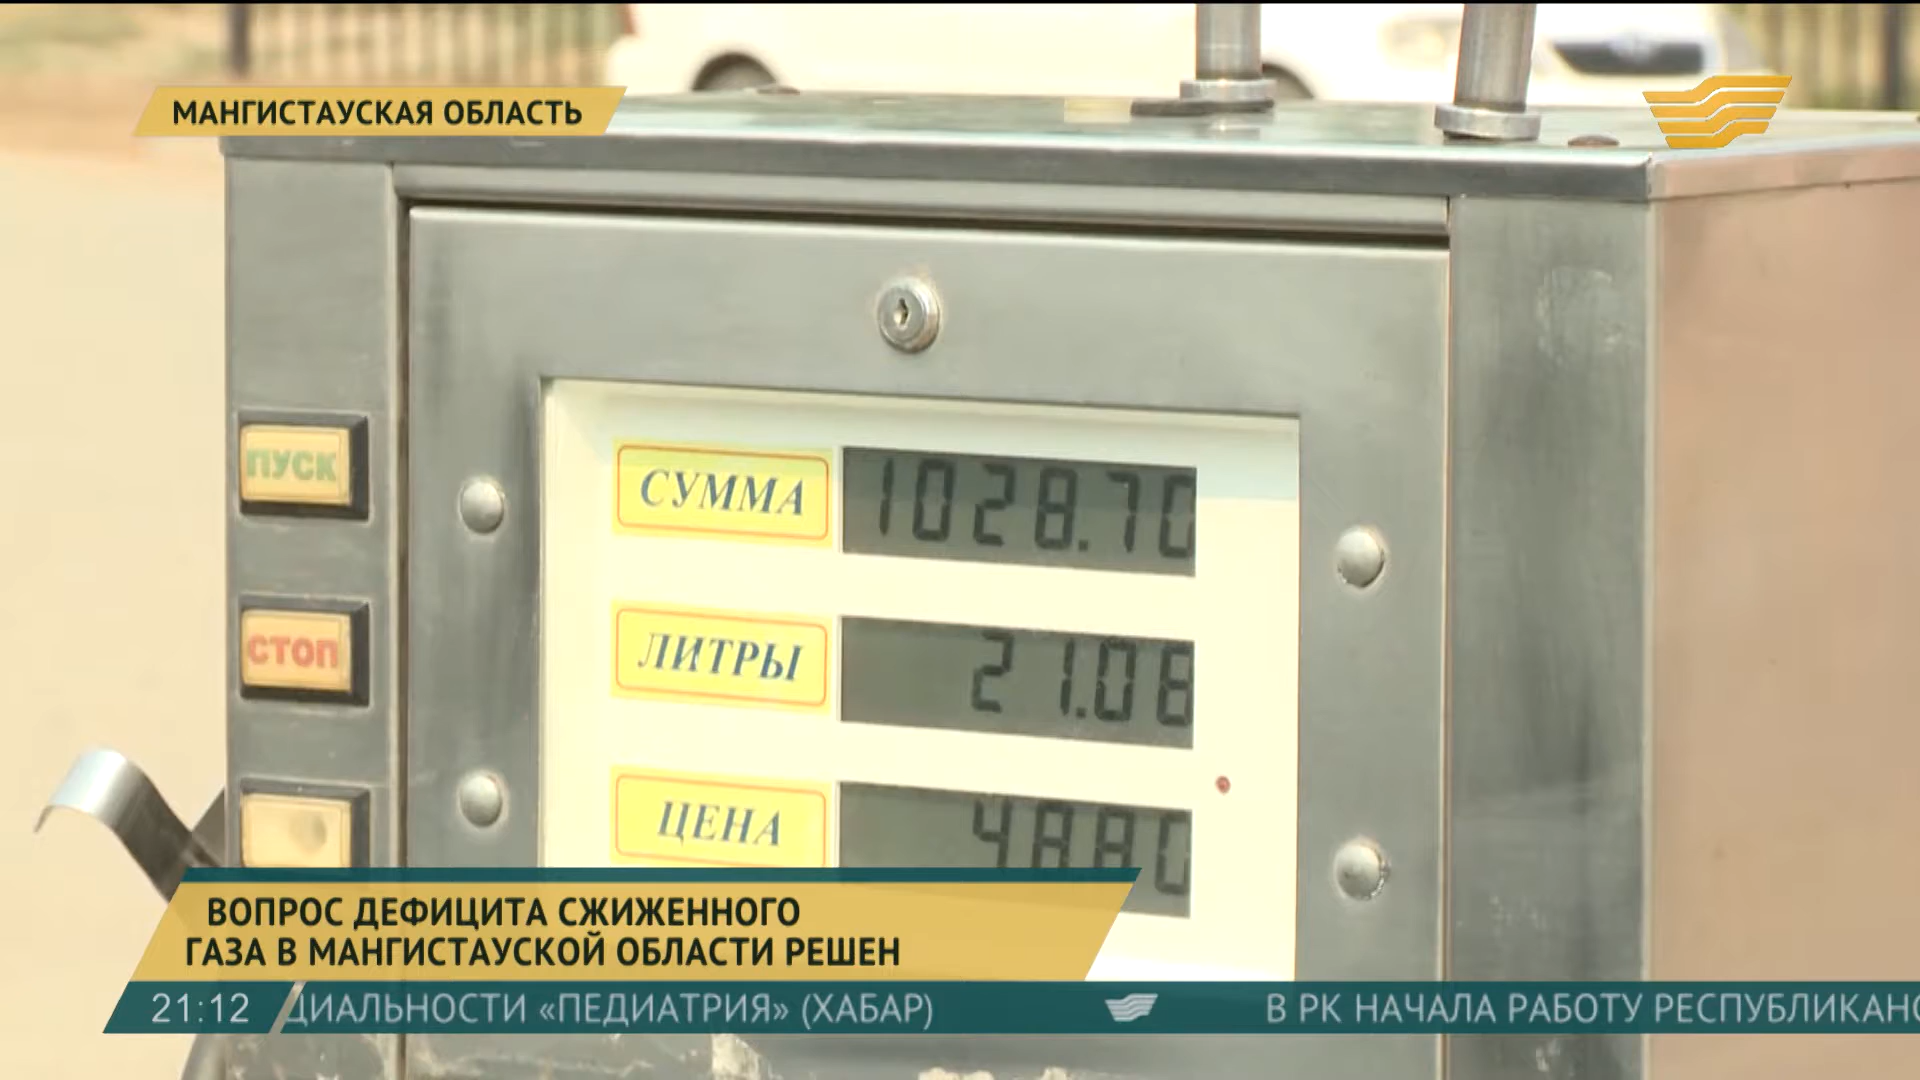 МАНГИСТАУСКАЯ ОБЛАСТЬ
ПУСК
СУММА 1028.70
СТОП
ЛИТРЫ 21.08
ЦЕНА 48.80
ВОПРОС ДЕФИЦИТА СЖИЖЕННОГО
ГАЗА В МАНГИСТАУСКОЙ ОБЛАСТИ РЕШЕН
21:12 ЦИАЛЬНОСТИ «ПЕДИАТРИЯ» (ХАБАР) В РК НАЧАЛА РАБОТУ РЕСПУБЛИКАНС